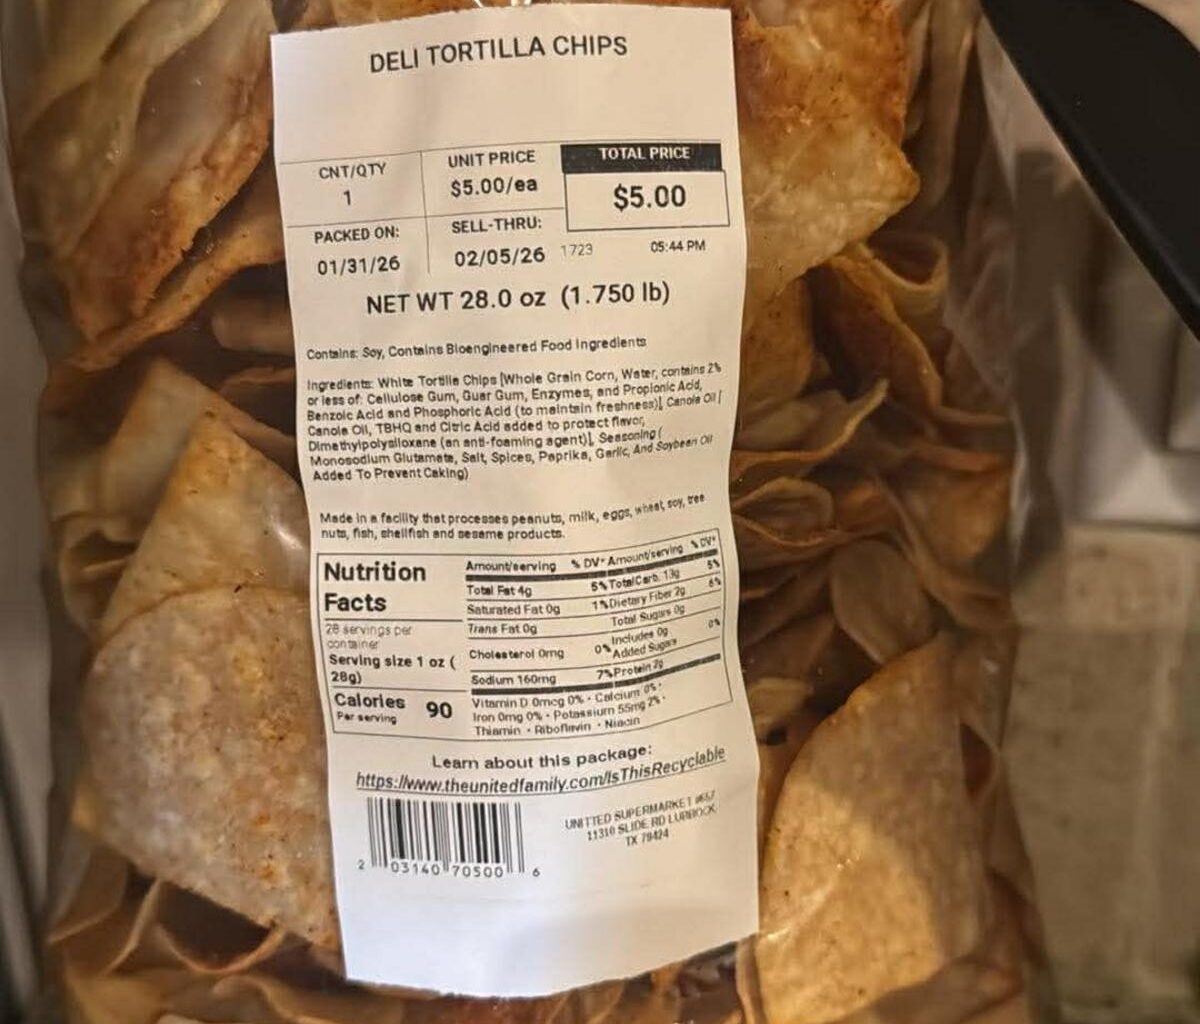 DELI TORTILLA CHIPS
CNT/QTY
1
UNIT PRICE
$5.00/ea
TOTAL PRICE
$5.00
PACKED ON:
01/31/26
SELL-THRU:
02/05/26
1723
05:44 PM
NET WT 28.0 oz (1.750 lb)
Contains: Soy, Contains Bioengineered Food Ingredients
Ingredients: White Tortilla Chips [Whole Grain Corn, Water, contains 2%
or less of: Cellulose Gum, Guar Gum, Enzymes, and Propionic Acid,
Benzoic Acid and Phosphoric Acid (to maintain freshness)], Canola Oil [
Canola Oil, TBHQ and Citric Acid added to protect flavor,
Dimethylpolysiloxane (an anti-foaming agent)], Seasoning (
Monosodium Glutamate, Salt, Spices, Paprika, Garlic, And Soybean Oil
Added To Prevent Caking)
Made in a facility that processes peanuts, milk, eggs, wheat, soy, tree
nuts, fish, shellfish and sesame products.
Nutrition
Facts
28 servings per
container
Serving size 1 oz (
28g)
Calories 90
Per serving
Amount/serving % DV* Amount/serving % DV*
Total Fat 4g 5% Total Carb. 13g 5%
Saturated Fat 0g 1% Dietary Fiber 2g 6%
Trans Fat 0g Total Sugars 0g
Cholesterol 0mg 0% Includes 0g Added Sugars 0%
Sodium 160mg 7% Protein 2g
Vitamin D 0mcg 0% • Calcium 0% •
Iron 0mg 0% • Potassium 55mg 2% •
Thiamin • Riboflavin • Niacin
Learn about this package:
https://www.theunitedfamily.com/IsThisRecyclable
2 03140 70500 6
UNITED SUPERMARKET
11310 SLIDE RD LUBBOCK
TX 79424